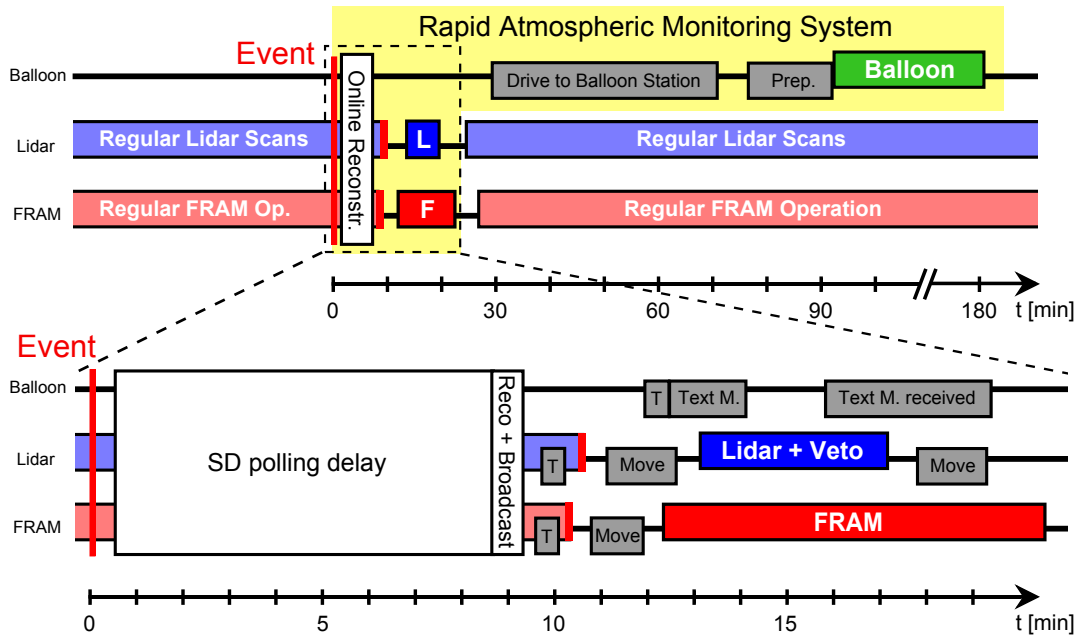 Rapid Atmospheric Monitoring System
Event
Balloon
Online Reconstr.
Drive to Balloon Station
Prep.
Balloon
Lidar
Regular Lidar Scans
L
Regular Lidar Scans
FRAM
Regular FRAM Op.
F
Regular FRAM Operation
0 30 60 90 180 t [min]
Event
Balloon
SD polling delay
Reco + Broadcast
T
Text M.
Text M. received
Lidar
T
Move
Lidar + Veto
Move
FRAM
T
Move
FRAM
0 5 10 15 t [min]